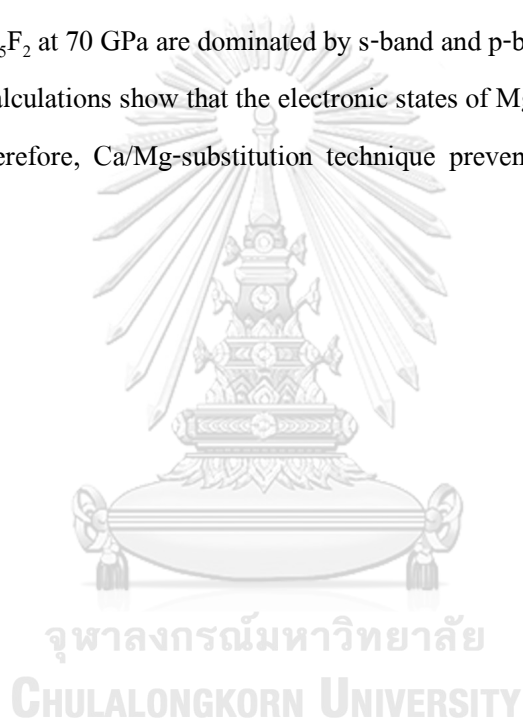 ₅F₂ at 70 GPa are dominated by s-band and p-b
alculations show that the electronic states of Mg
erefore, Ca/Mg-substitution technique preven
จุฬาลงกรณ์มหาวิทยาลัย
CHULALONGKORN UNIVERSITY